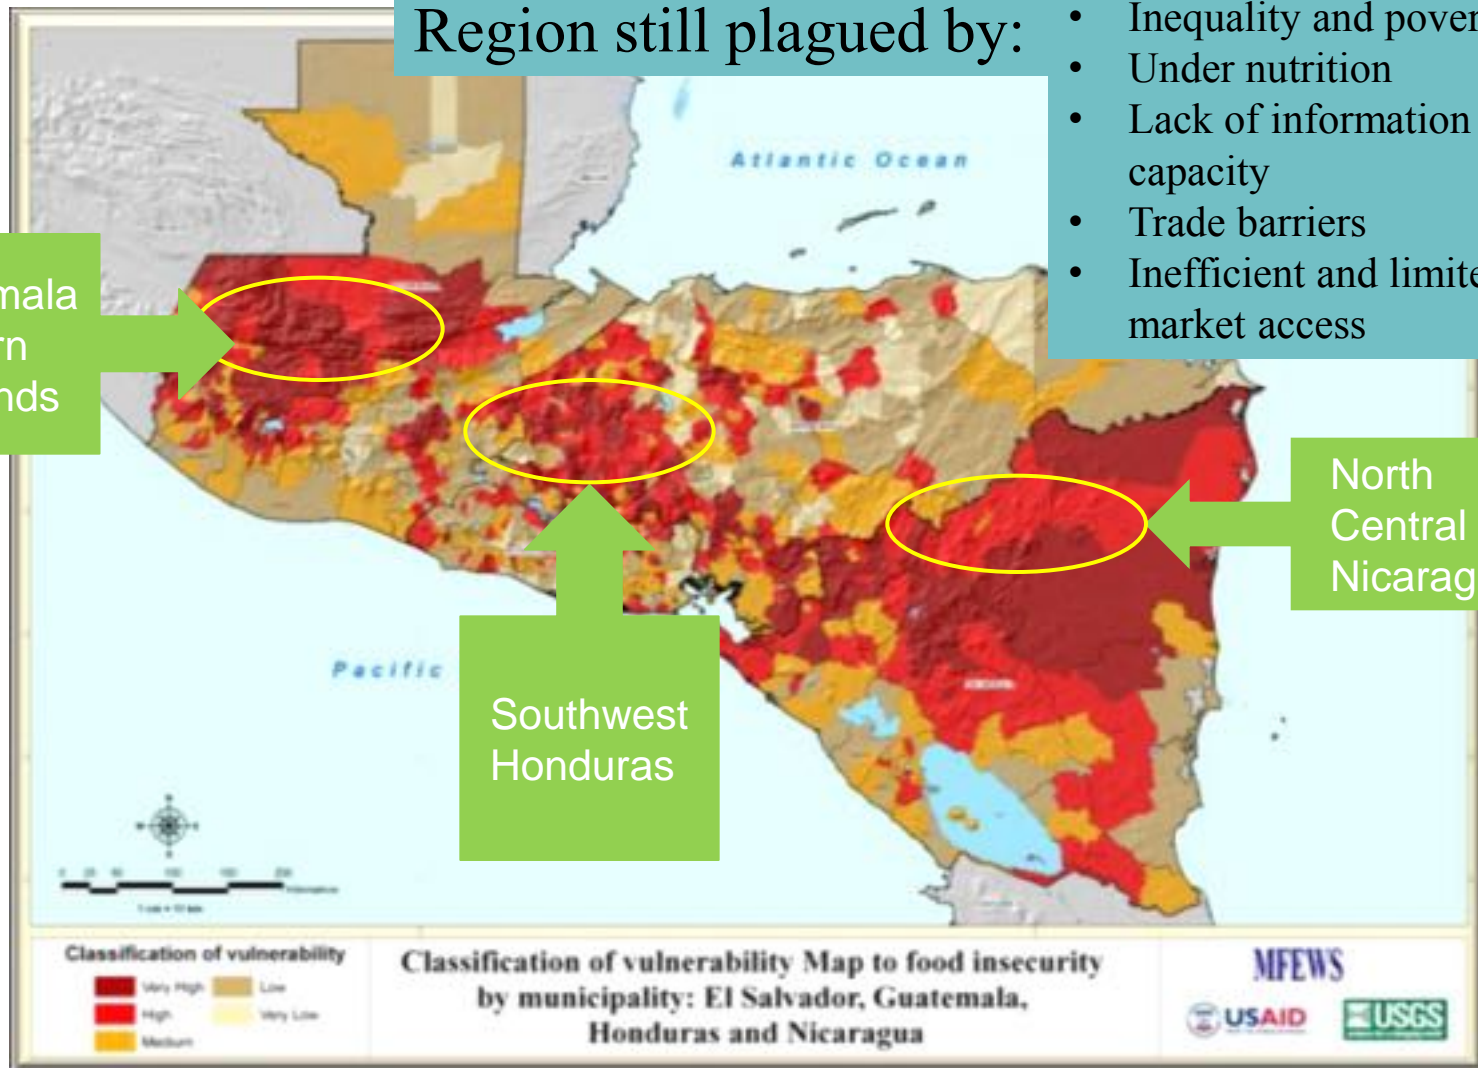 Region still plagued by:
• Inequality and pover
• Under nutrition
• Lack of information
capacity
• Trade barriers
• Inefficient and limite
market access
Atlantic Ocean
mala
rn
nds
North
Central
Nicarag
Pacific
Southwest
Honduras
Classification of vulnerability
Very High
Low
High
Very Low
Medium
Classification of vulnerability Map to food insecurity
by municipality: El Salvador, Guatemala,
Honduras and Nicaragua
MFEWS
USAID
USGS